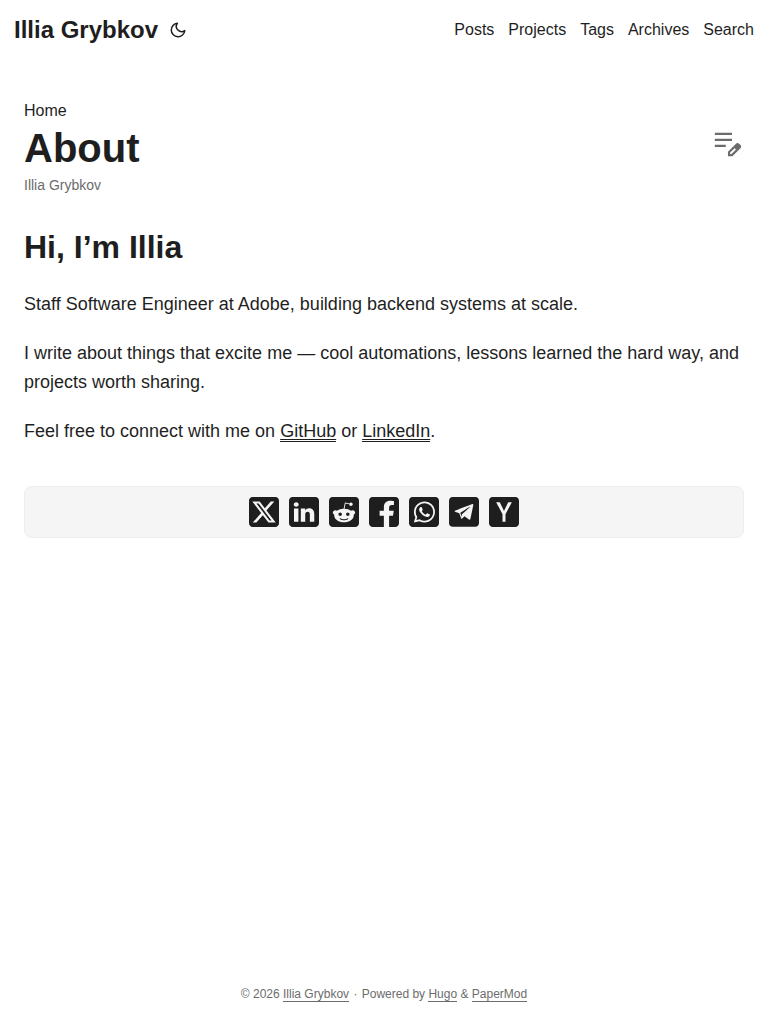 Illia Grybkov
Posts Projects Tags Archives Search
Home
About
Illia Grybkov
Hi, I’m Illia
Staff Software Engineer at Adobe, building backend systems at scale.
I write about things that excite me — cool automations, lessons learned the hard way, and
projects worth sharing.
Feel free to connect with me on GitHub or LinkedIn.
© 2026 Illia Grybkov · Powered by Hugo & PaperMod